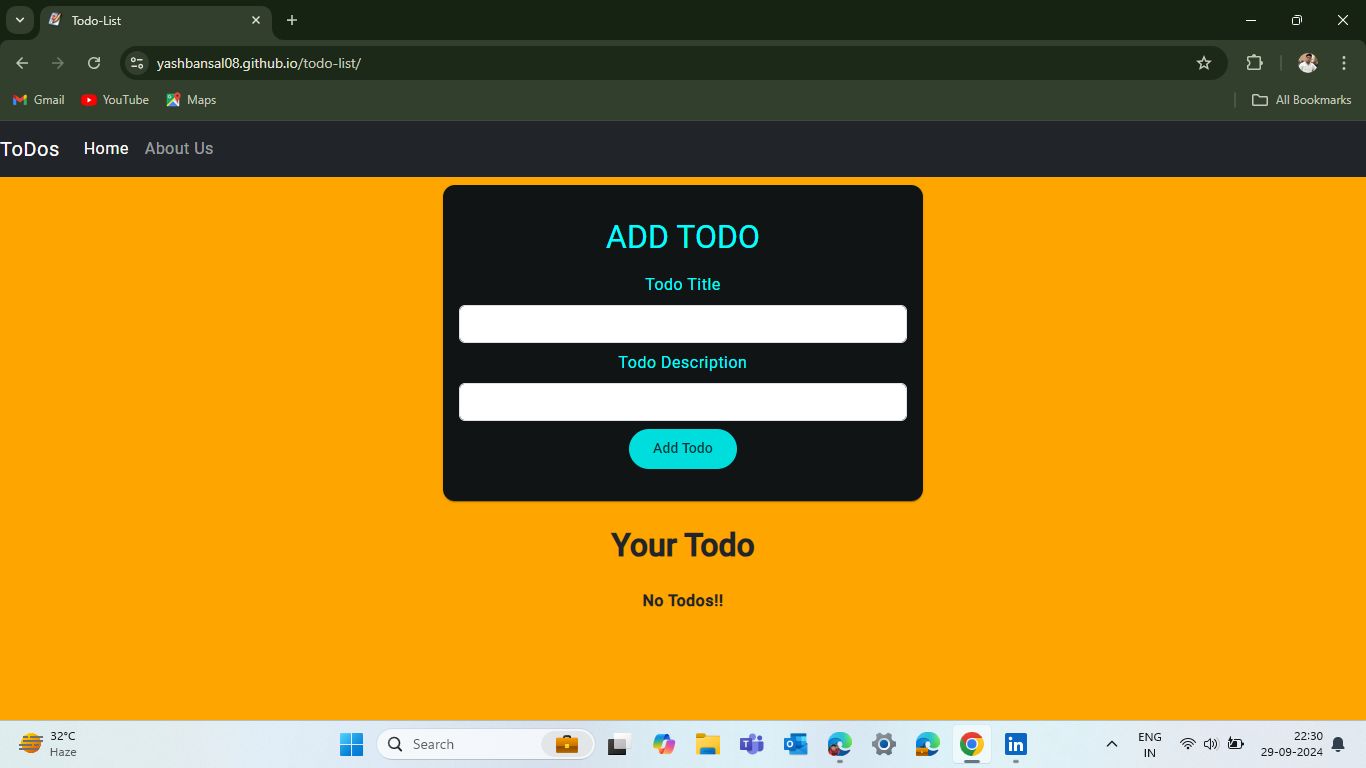 Todo-List
yashbansal08.github.io/todo-list/
Gmail YouTube Maps All Bookmarks
ToDos Home About Us
ADD TODO
Todo Title
Todo Description
Add Todo
Your Todo
No Todos!!
32°C
Haze
Search
ENG
IN
22:30
29-09-2024